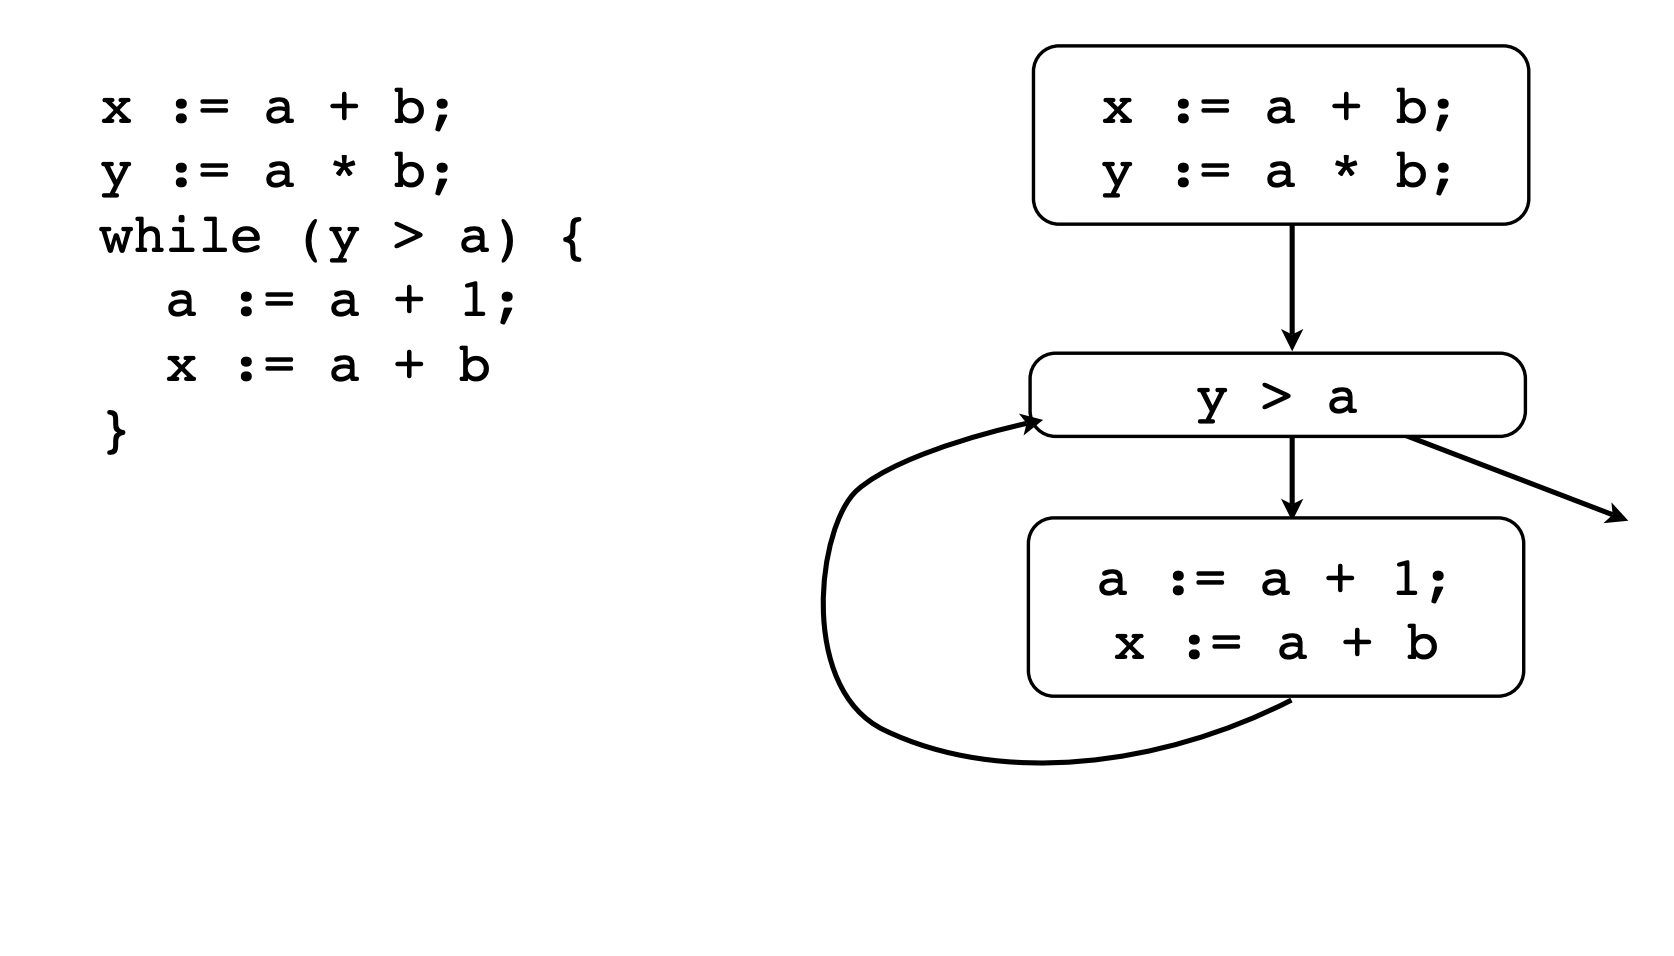 x := a + b;
y := a * b;
while (y > a) {
   a := a + 1;
   x := a + b
}
x := a + b;
y := a * b;
y > a
a := a + 1;
x := a + b